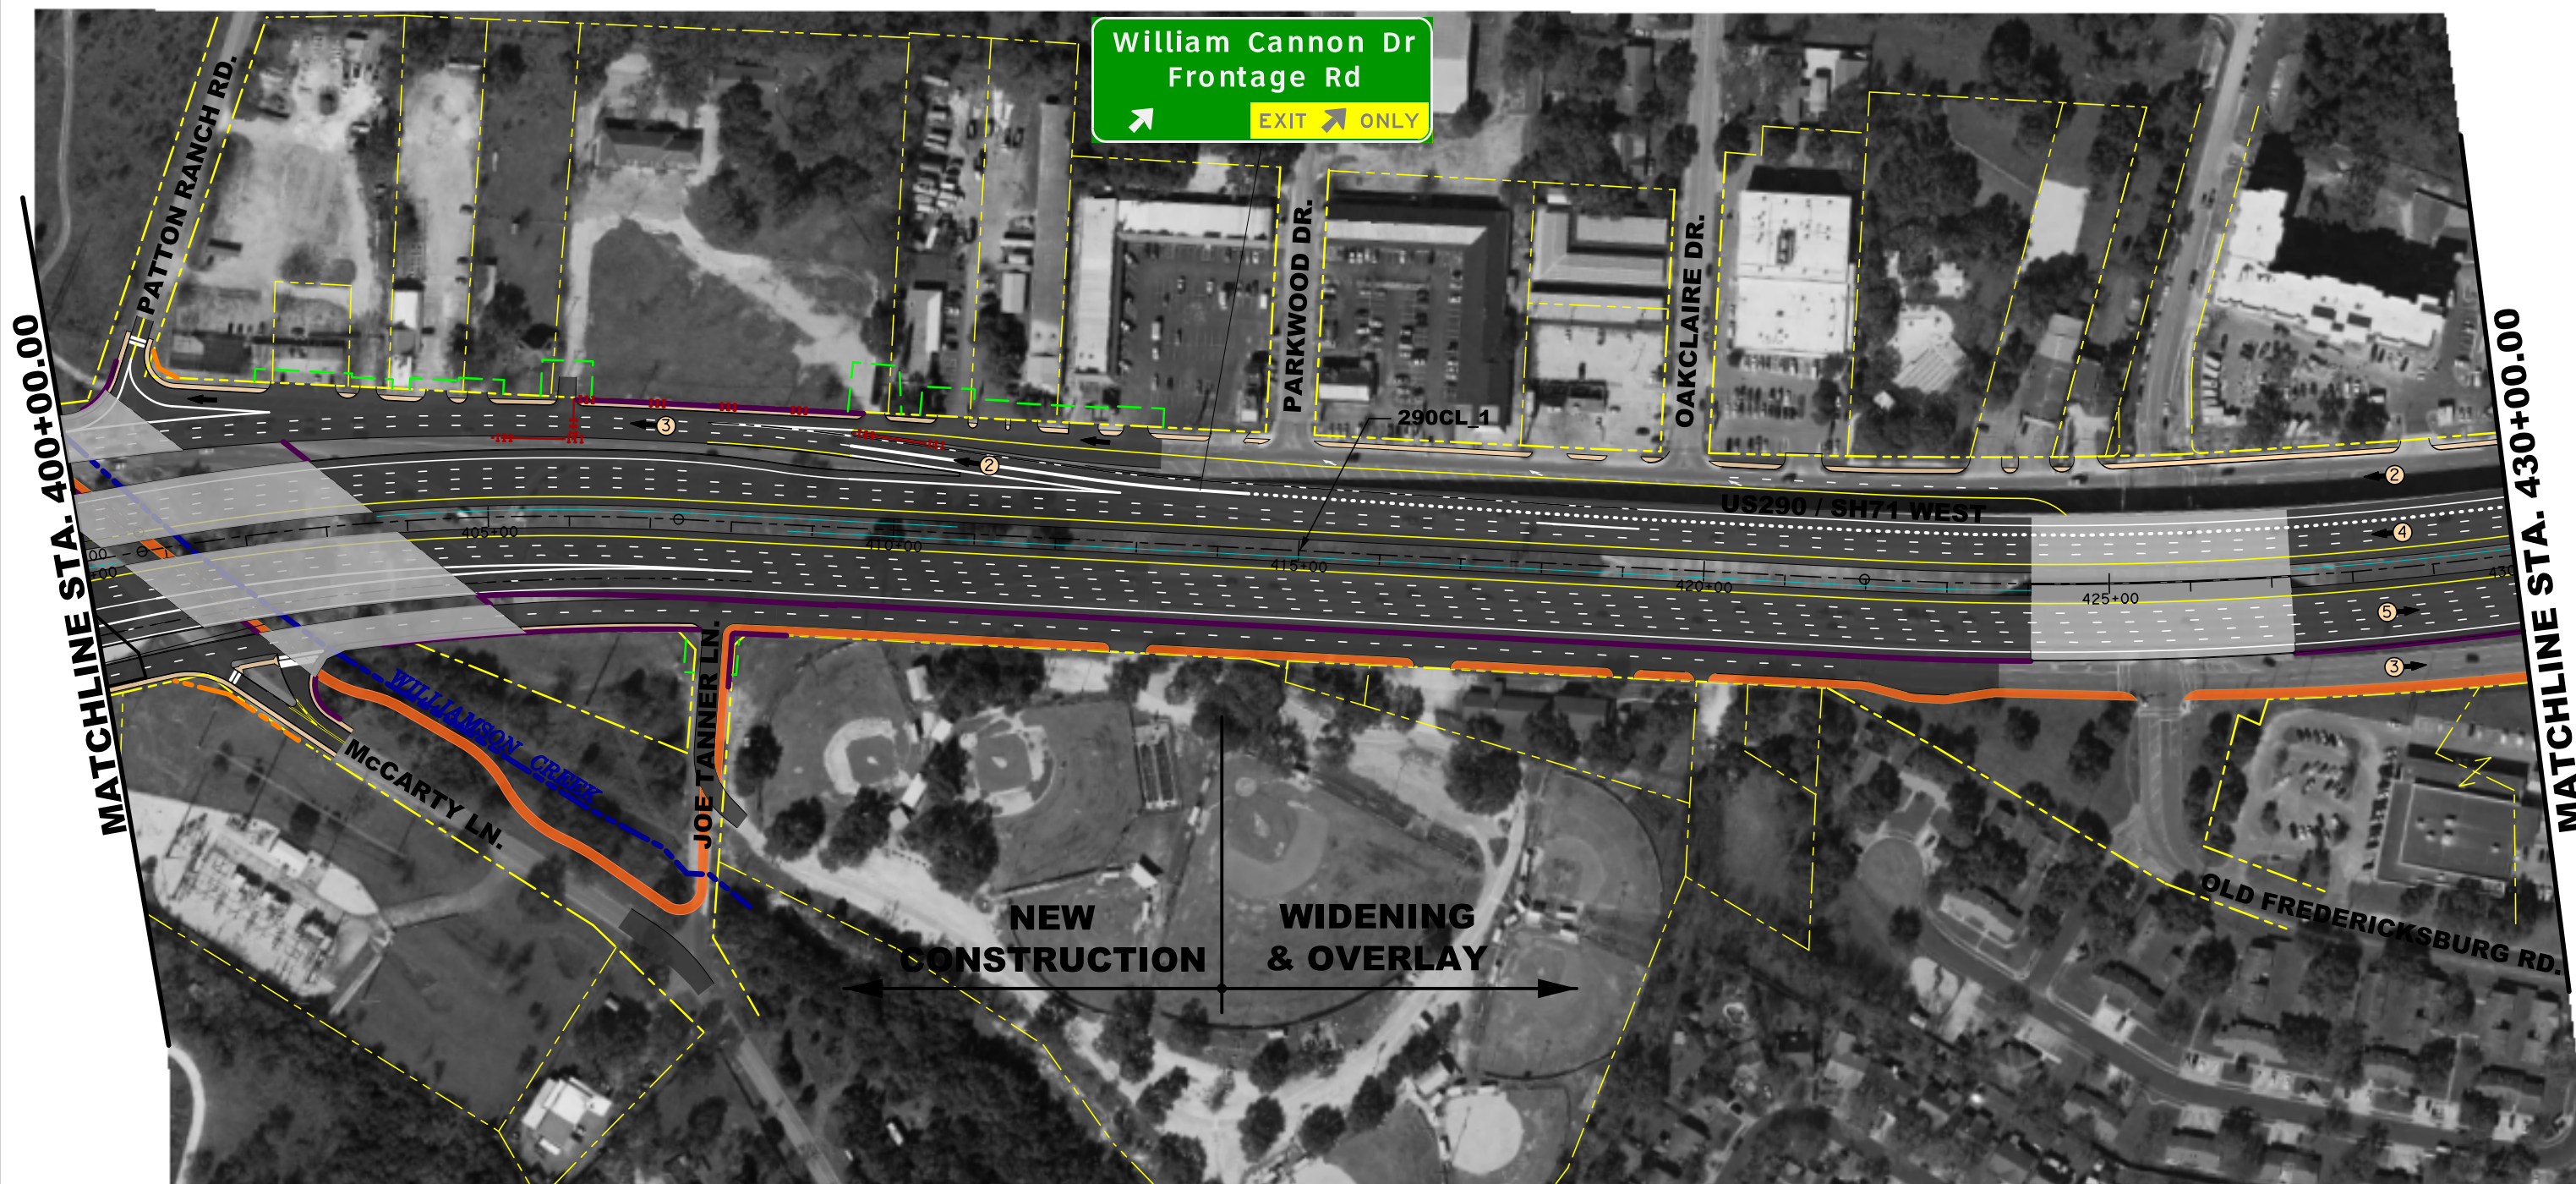 William Cannon Dr
Frontage Rd
EXIT ONLY
PATTON RANCH RD.
PARKWOOD DR.
OAKCLAIRE DR.
MATCHLINE STA. 400+00.00
MATCHLINE STA. 430+00.00
290CL_1
3
2
2
US290 / SH71 WEST
4
405+00
410+00
415+00
420+00
425+00
430
00
+00
5
3
JOE TANNER LN.
WILLIAMSON CREEK
McCARTY LN.
OLD FREDERICKSBURG RD.
NEW
CONSTRUCTION
WIDENING
& OVERLAY